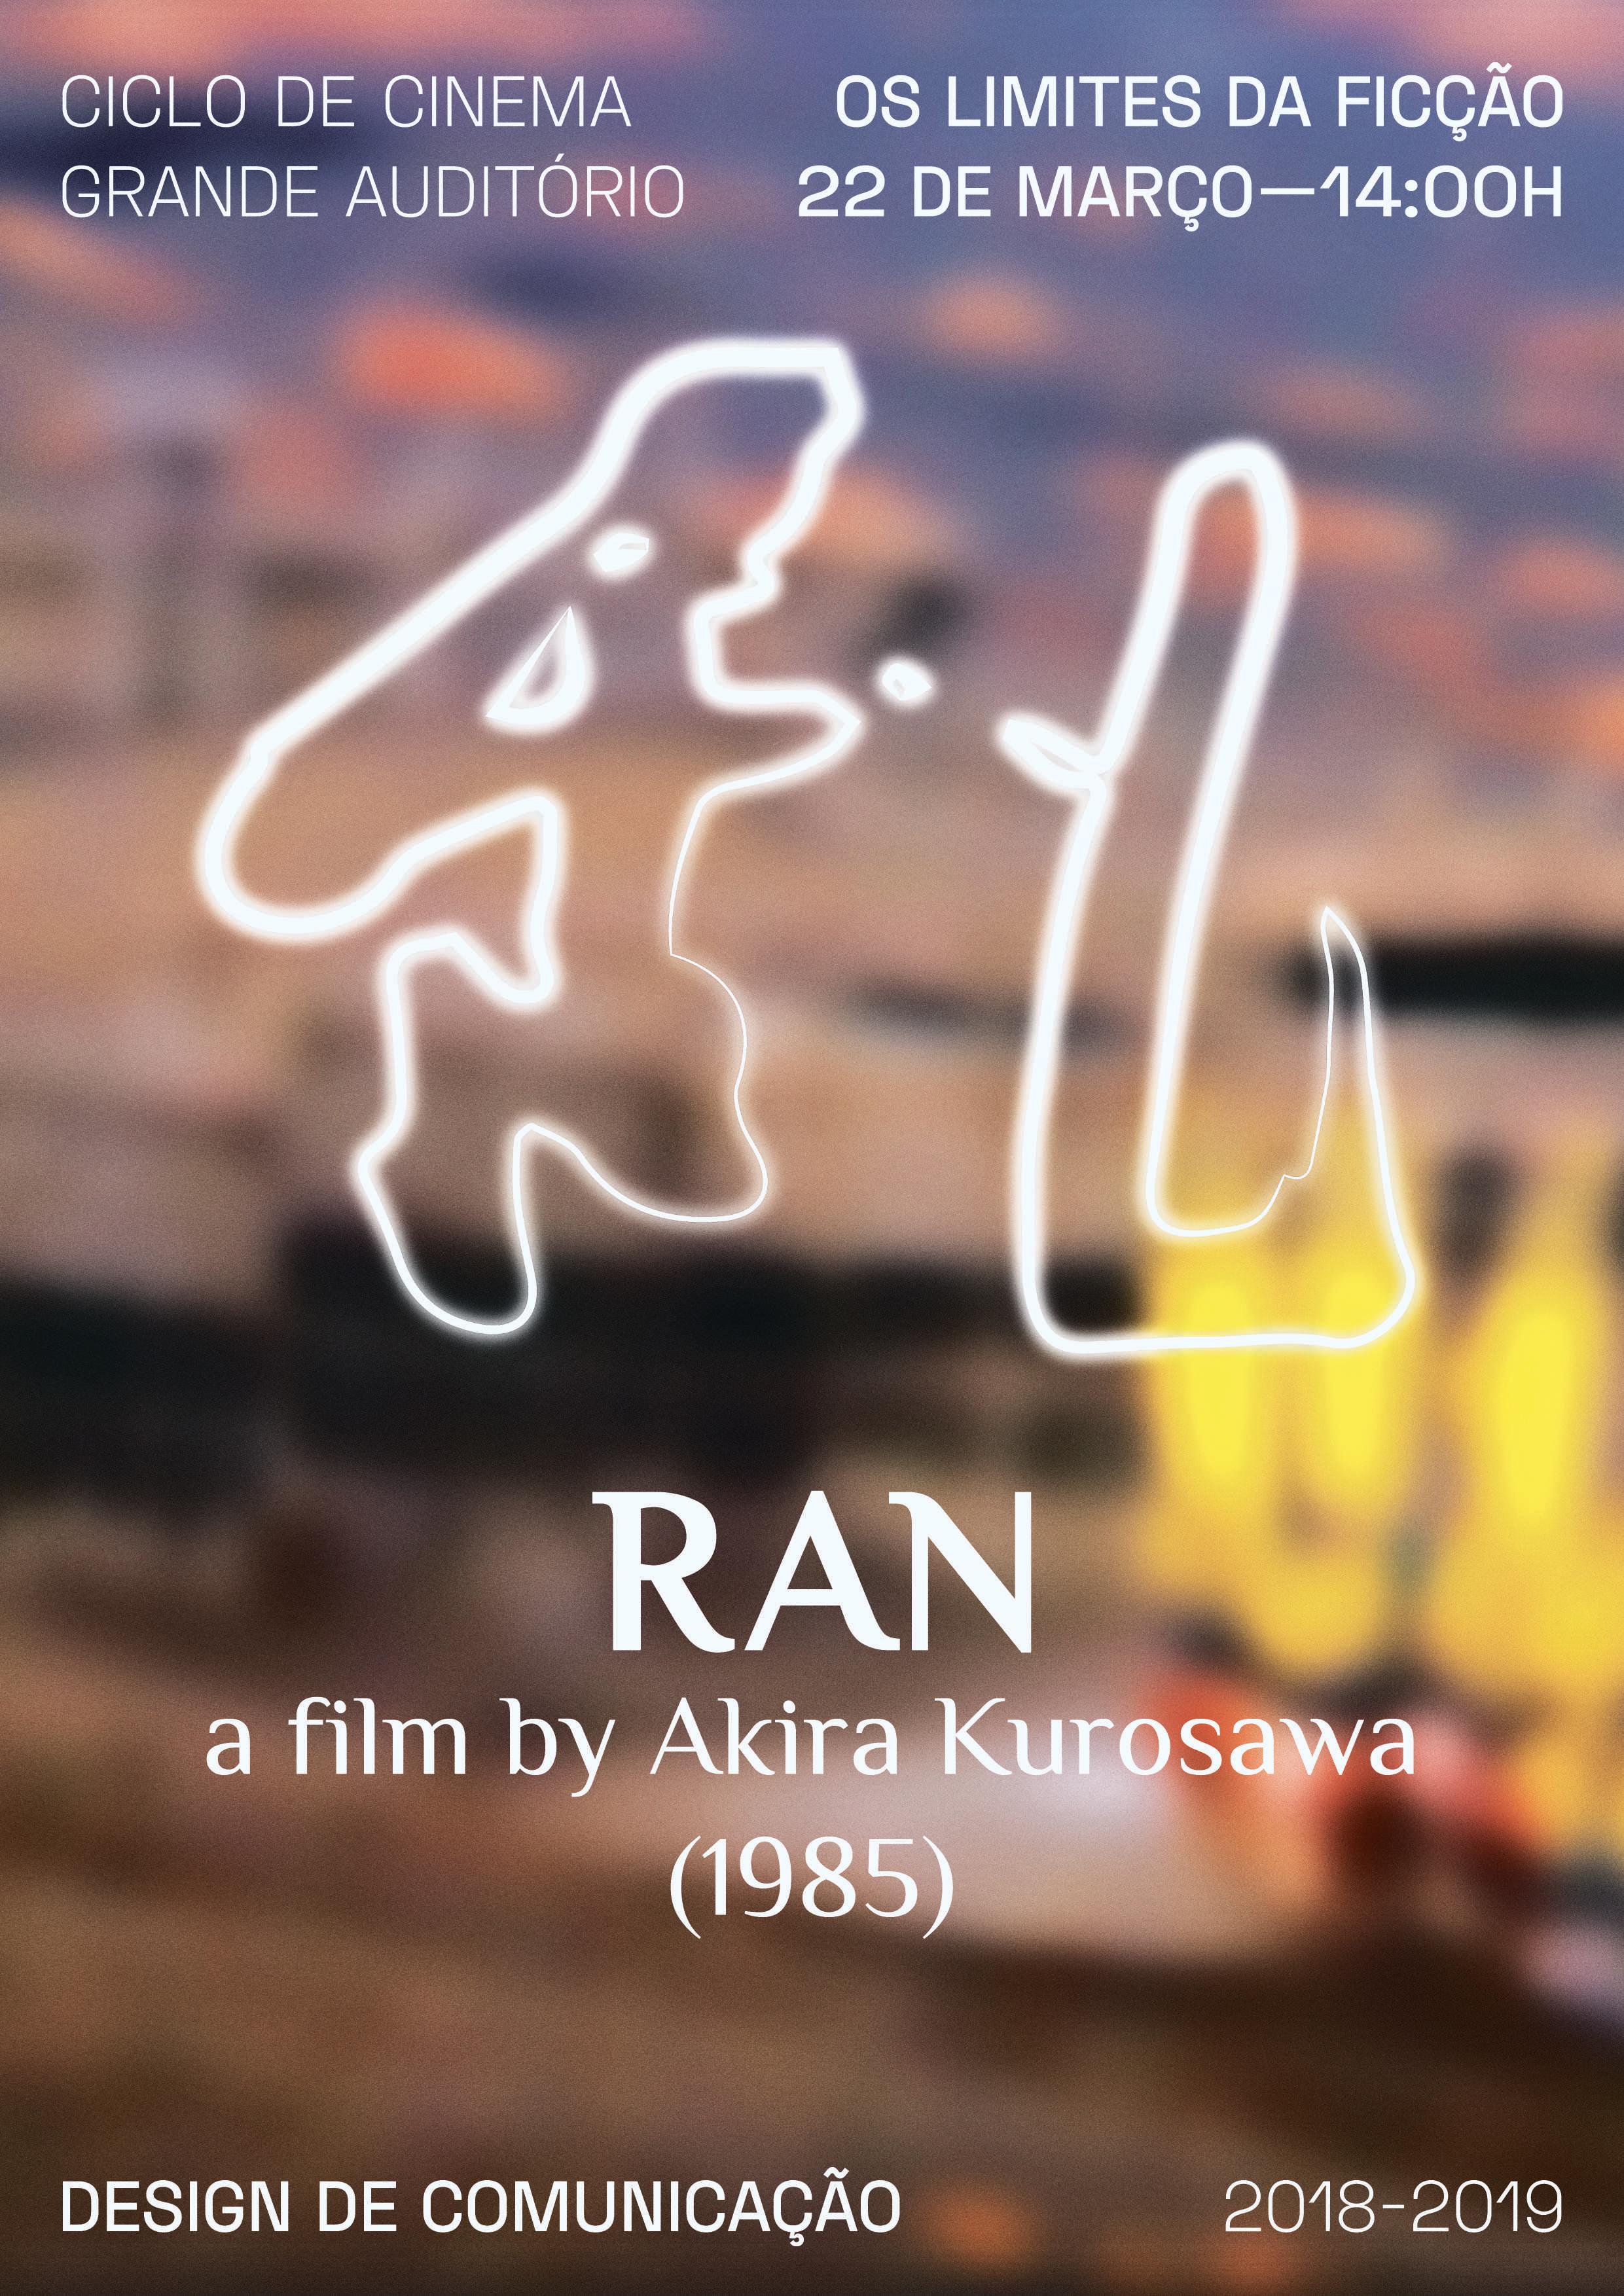 CICLO DE CINEMA
GRANDE AUDITÓRIO
OS LIMITES DA FICÇÃO
22 DE MARÇO—14:00H
乱
RAN
a film by Akira Kurosawa
(1985)
DESIGN DE COMUNICAÇÃO
2018-2019